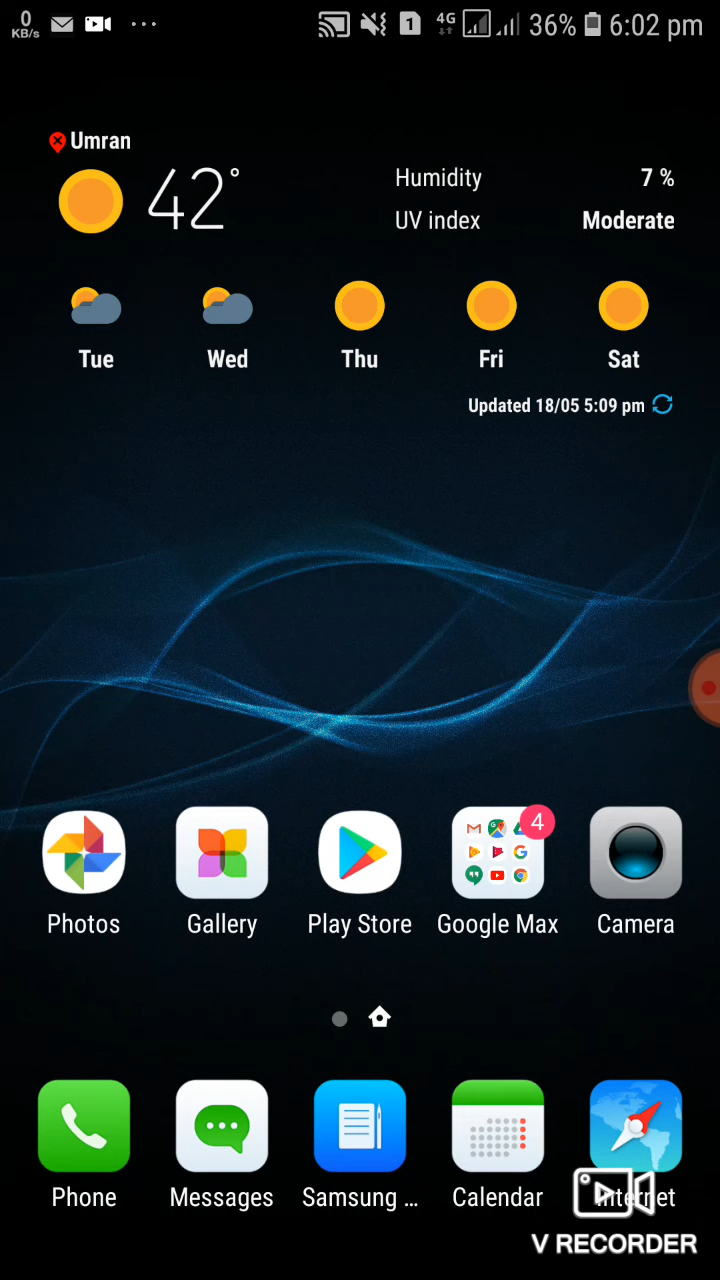 0
KB/s
1
4G
36%
6:02 pm
Umran
42°
Humidity 7 %
UV index Moderate
Tue Wed Thu Fri Sat
Updated 18/05 5:09 pm
4
Photos Gallery Play Store Google Max Camera
Phone Messages Samsung ... Calendar Internet
V RECORDER